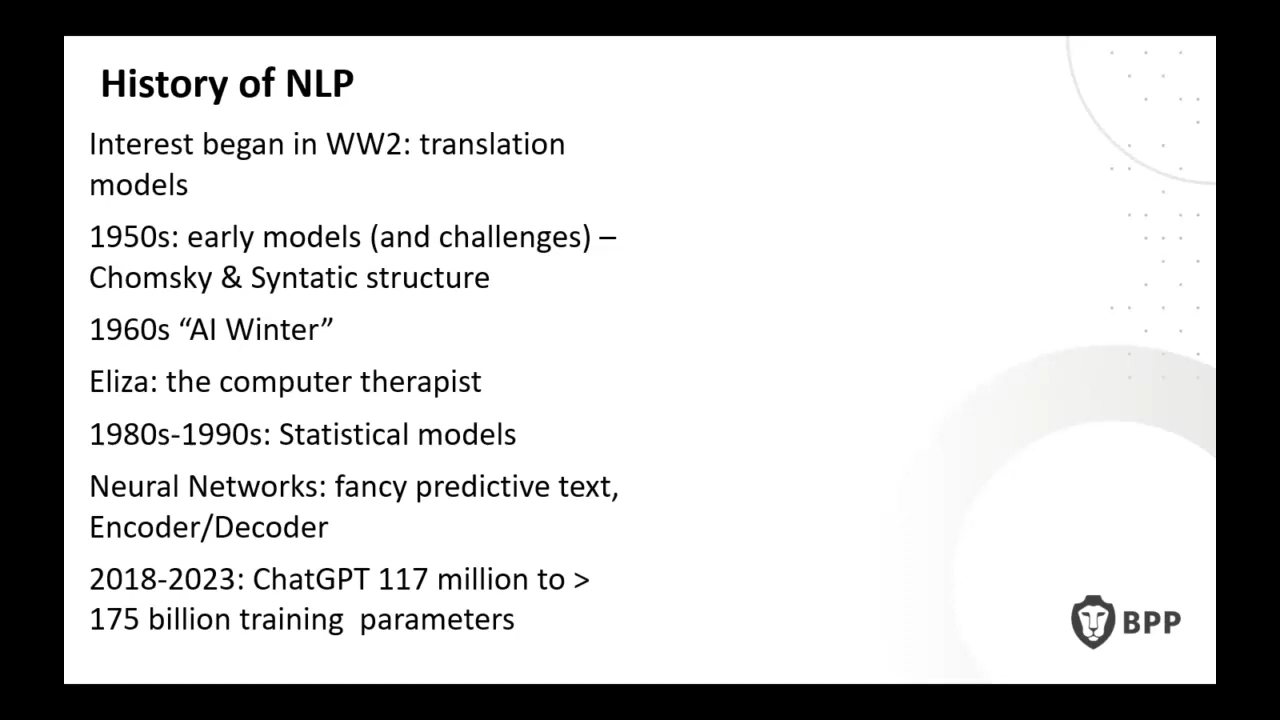 History of NLP
Interest began in WW2: translation
models
1950s: early models (and challenges) –
Chomsky & Syntatic structure
1960s “AI Winter”
Eliza: the computer therapist
1980s-1990s: Statistical models
Neural Networks: fancy predictive text,
Encoder/Decoder
2018-2023: ChatGPT 117 million to >
175 billion training  parameters
BPP